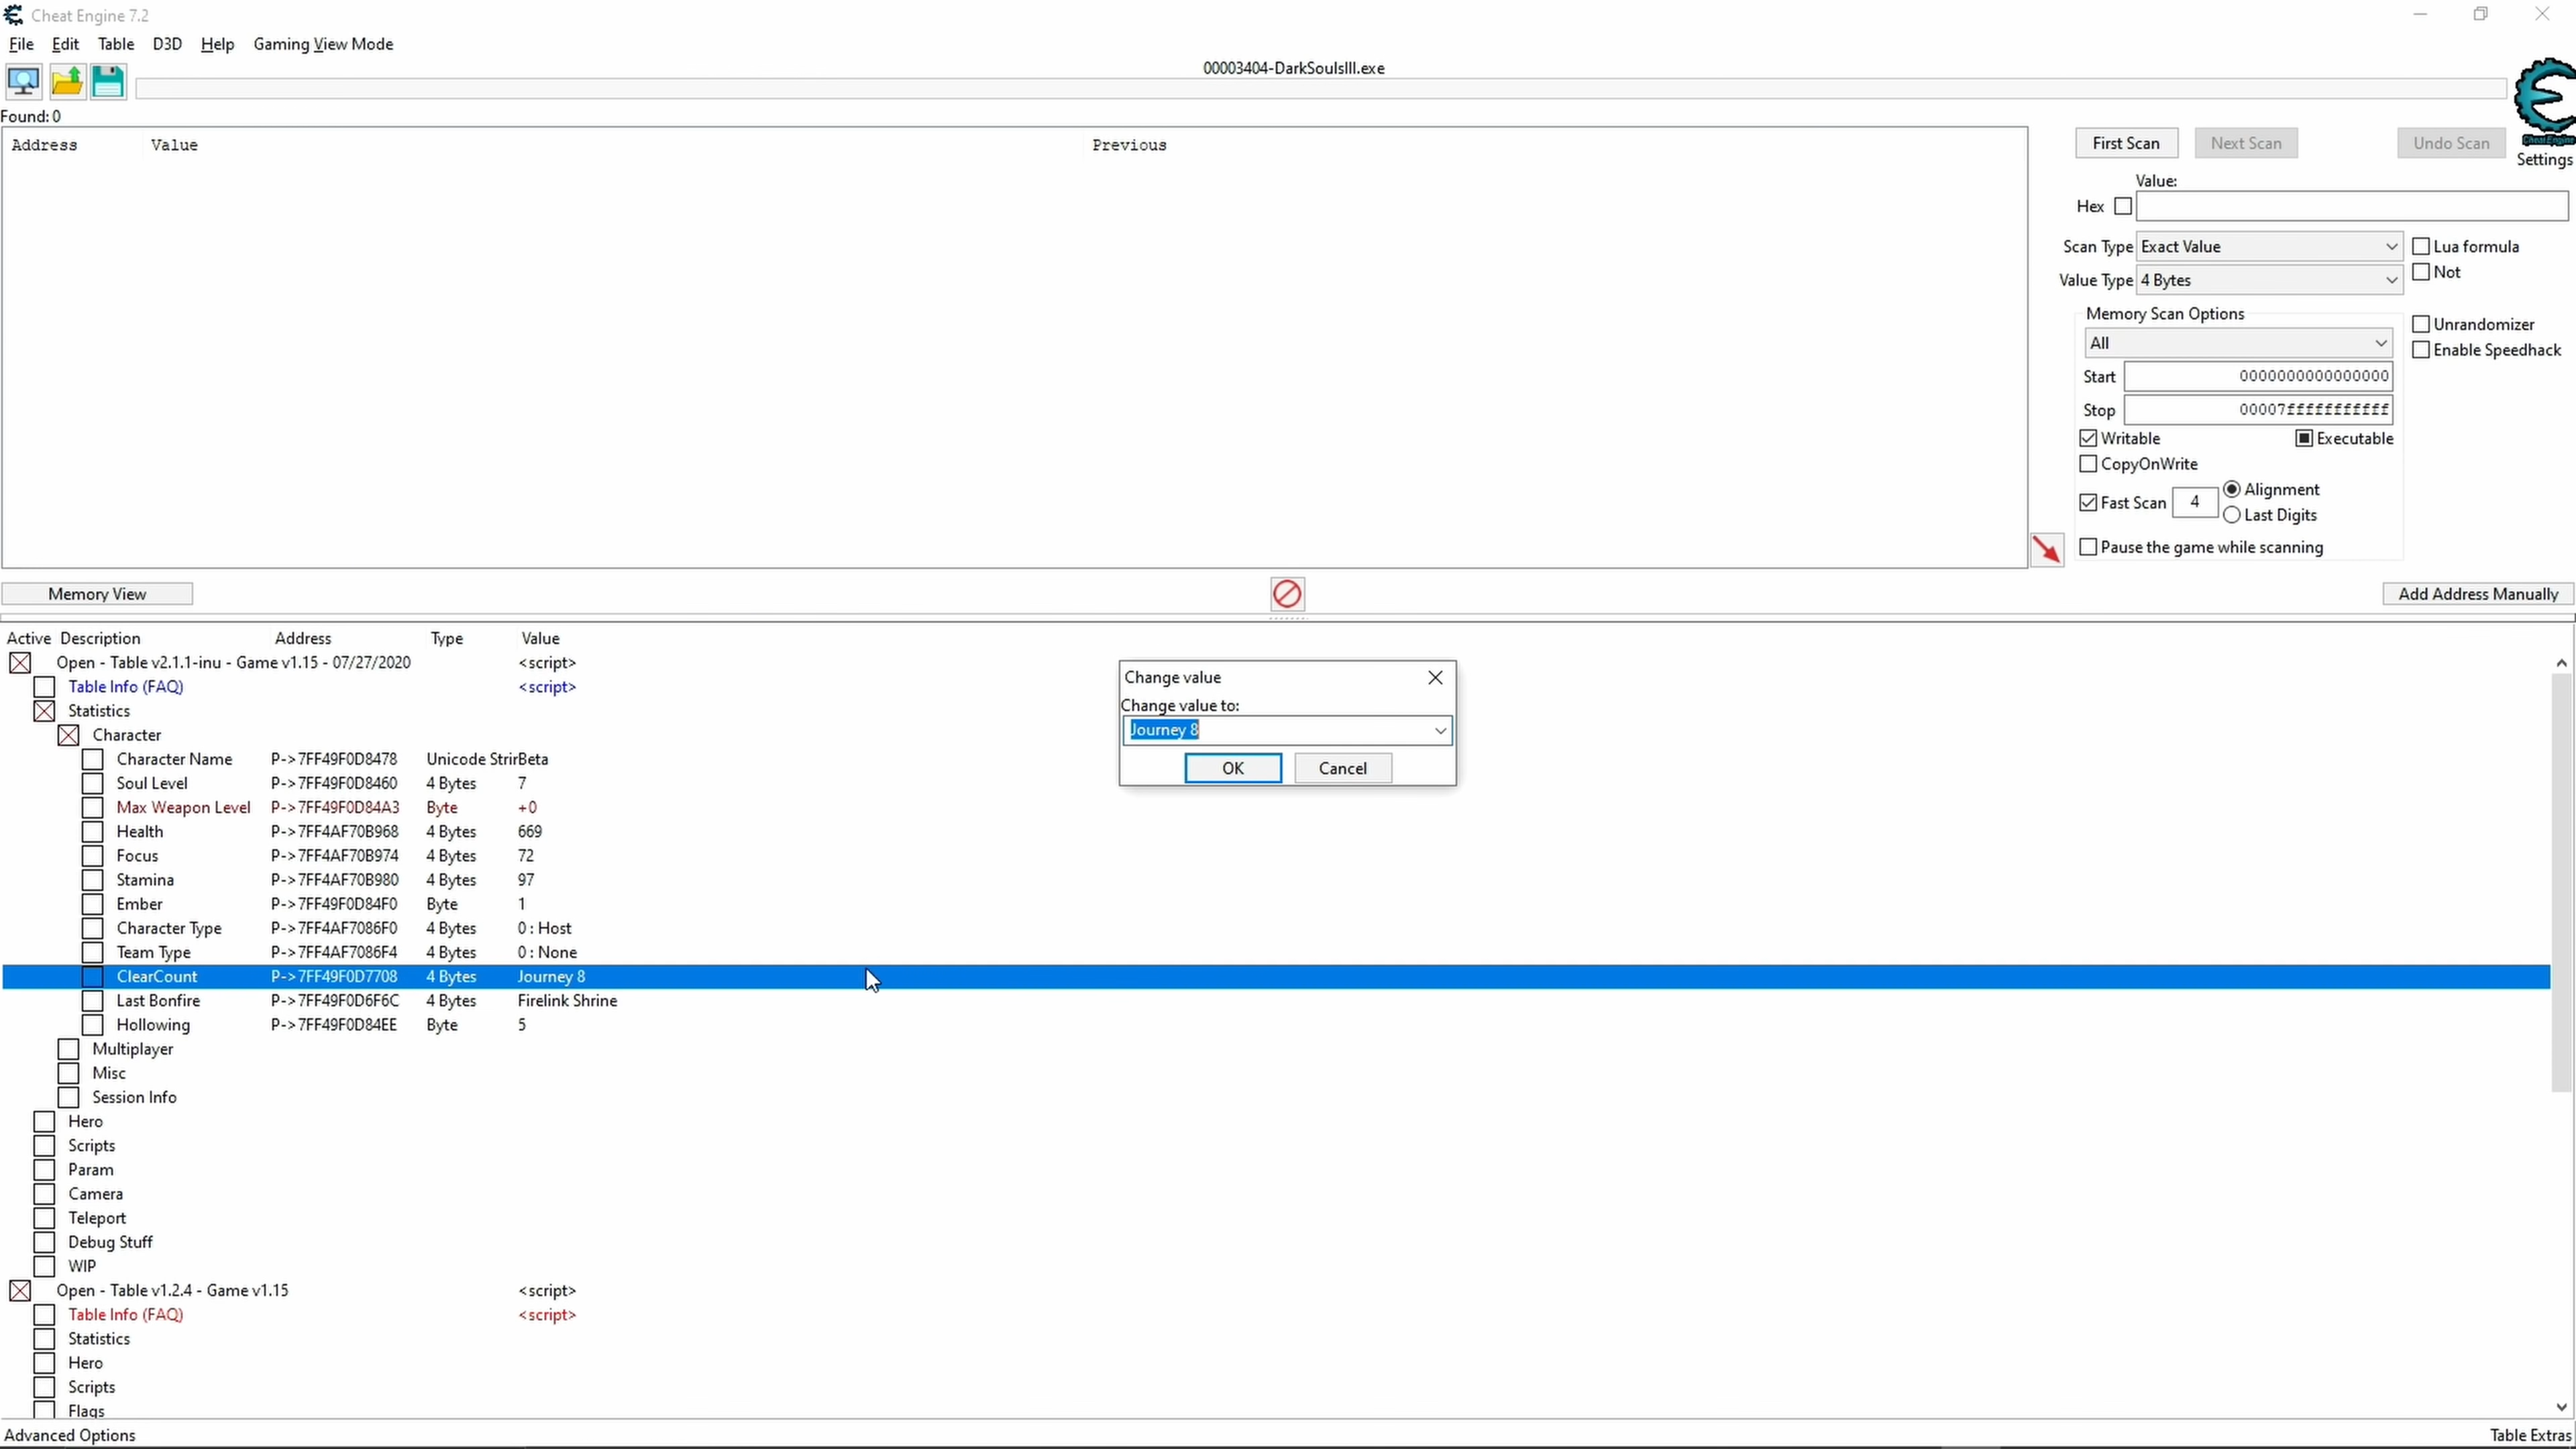 Cheat Engine 7.2
File Edit Table D3D Help Gaming View Mode
00003404-DarkSoulsIII.exe
Found: 0
Address Value Previous
First Scan Next Scan Undo Scan
Cheat Engine
Settings
Value:
Hex
Scan Type Exact Value Lua formula
Value Type 4 Bytes Not
Memory Scan Options
All
Unrandomizer
Enable Speedhack
Start 0000000000000000
Stop 00007fffffffffff
Writable Executable
CopyOnWrite
Fast Scan 4 Alignment
Last Digits
Pause the game while scanning
Memory View Add Address Manually
Active Description Address Type Value
Open - Table v2.1.1-inu - Game v1.15 - 07/27/2020 <script>
Table Info (FAQ) <script>
Statistics
Character
Character Name P->7FF49F0D8478 Unicode StrirBeta
Soul Level P->7FF49F0D8460 4 Bytes 7
Max Weapon Level P->7FF49F0D84A3 Byte +0
Health P->7FF4AF70B968 4 Bytes 669
Focus P->7FF4AF70B974 4 Bytes 72
Stamina P->7FF4AF70B980 4 Bytes 97
Ember P->7FF49F0D84F0 Byte 1
Character Type P->7FF4AF7086F0 4 Bytes 0 : Host
Team Type P->7FF4AF7086F4 4 Bytes 0 : None
ClearCount P->7FF49F0D7708 4 Bytes Journey 8
Last Bonfire P->7FF49F0D6F6C 4 Bytes Firelink Shrine
Hollowing P->7FF49F0D84EE Byte 5
Multiplayer
Misc
Session Info
Hero
Scripts
Param
Camera
Teleport
Debug Stuff
WIP
Open - Table v1.2.4 - Game v1.15 <script>
Table Info (FAQ) <script>
Statistics
Hero
Scripts
Flags
Change value
Change value to:
Journey 8
OK Cancel
Advanced Options Table Extras